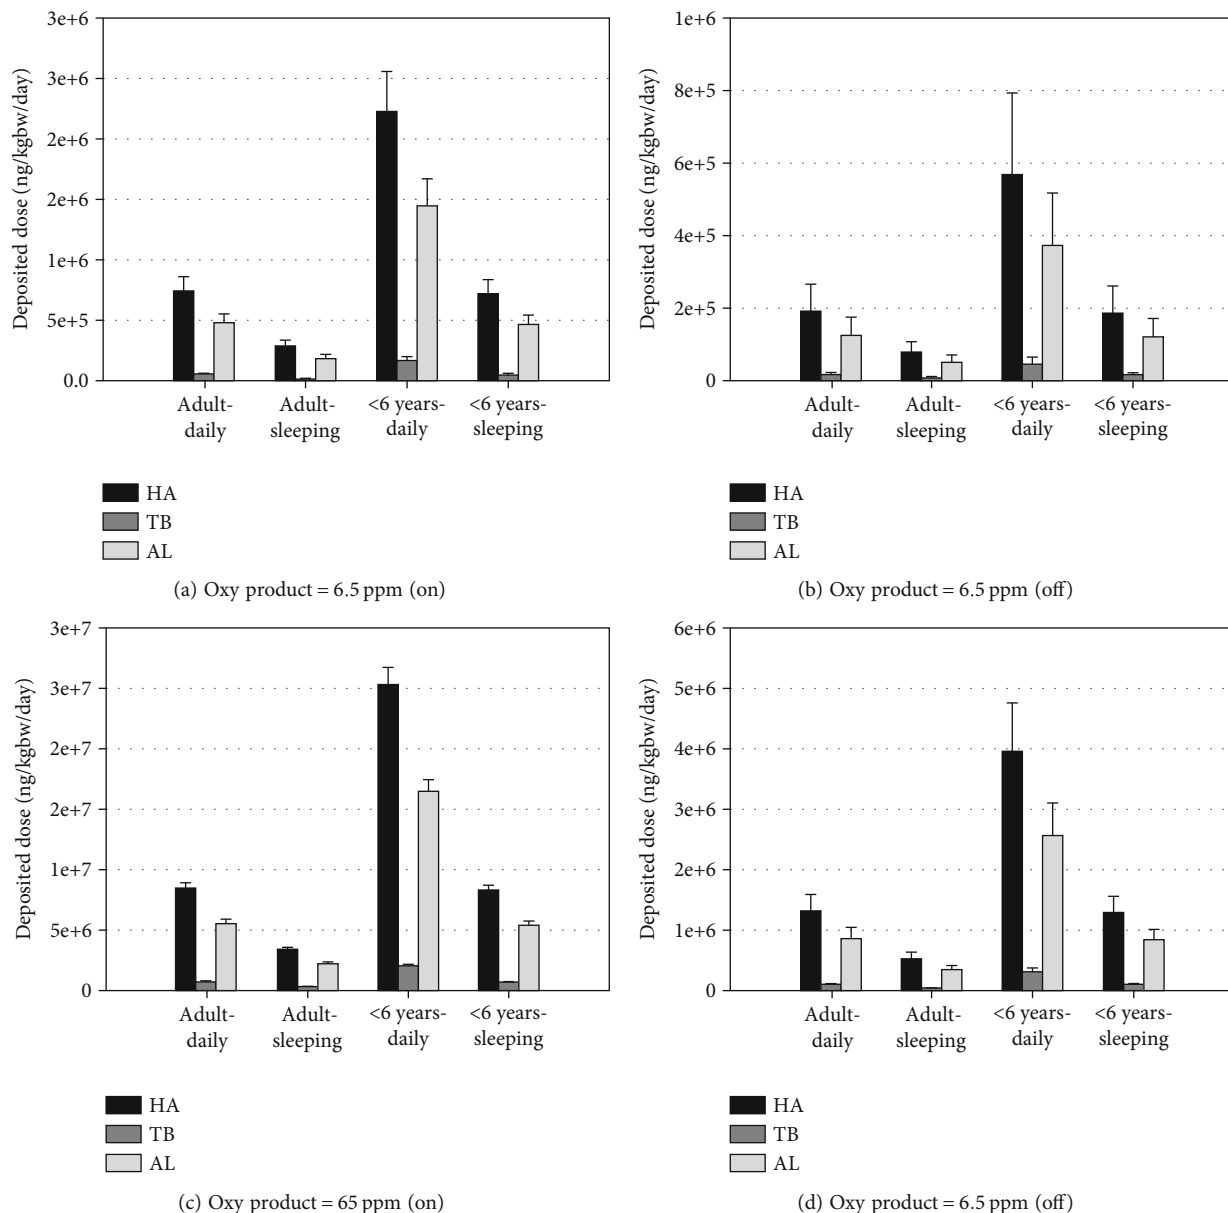 3e+6
3e+6
2e+6
2e+6
1e+6
5e+5
0.0
Deposited dose (ng/kgbw/day)
Adult-
daily
Adult-
sleeping
<6 years-
daily
<6 years-
sleeping
HA
TB
AL
(a) Oxy product = 6.5 ppm (on)
1e+6
8e+5
6e+5
4e+5
2e+5
0
Deposited dose (ng/kgbw/day)
Adult-
daily
Adult-
sleeping
<6 years-
daily
<6 years-
sleeping
HA
TB
AL
(b) Oxy product = 6.5 ppm (off)
3e+7
3e+7
2e+7
2e+7
1e+7
5e+6
0
Deposited dose (ng/kgbw/day)
Adult-
daily
Adult-
sleeping
<6 years-
daily
<6 years-
sleeping
HA
TB
AL
(c) Oxy product = 65 ppm (on)
6e+6
5e+6
4e+6
3e+6
2e+6
1e+6
0
Deposited dose (ng/kgbw/day)
Adult-
daily
Adult-
sleeping
<6 years-
daily
<6 years-
sleeping
HA
TB
AL
(d) Oxy product = 6.5 ppm (off)